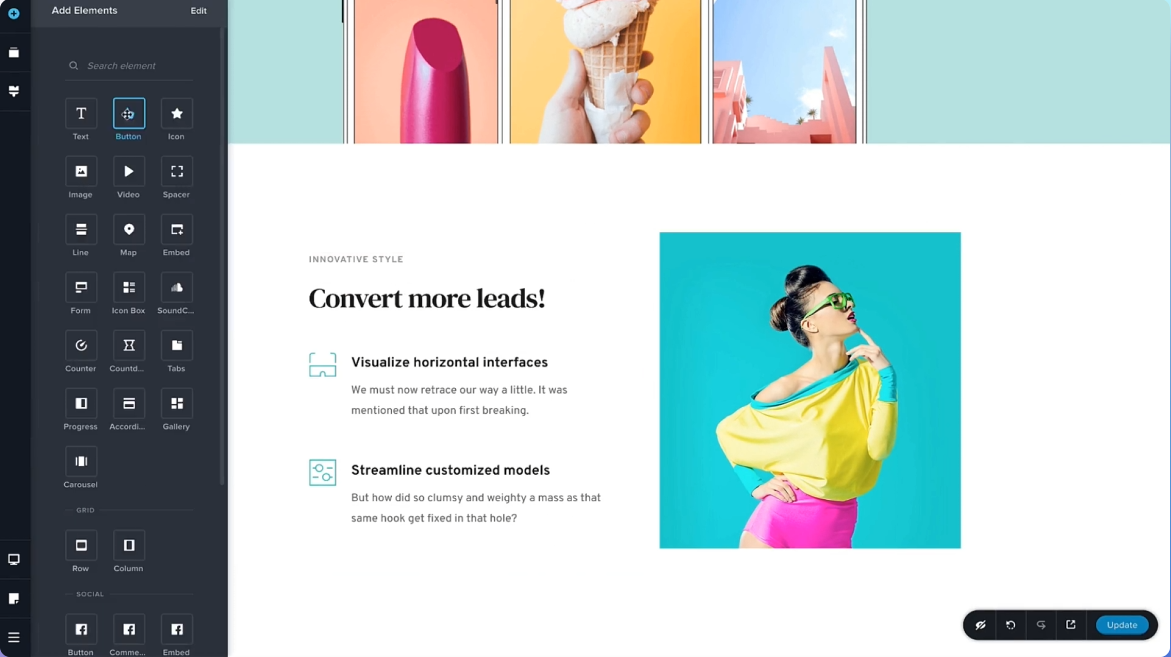 Add Elements
Edit
Search element
Text
Button
Icon
Image
Video
Spacer
Line
Map
Embed
Form
Icon Box
SoundC...
Counter
Countd...
Tabs
Progress
Accordi...
Gallery
Carousel
GRID
Row
Column
SOCIAL
Button
Comme...
Embed
INNOVATIVE STYLE
Convert more leads!
Visualize horizontal interfaces
We must now retrace our way a little. It was
mentioned that upon first breaking.
Streamline customized models
But how did so clumsy and weighty a mass as that
same hook get fixed in that hole?
Update